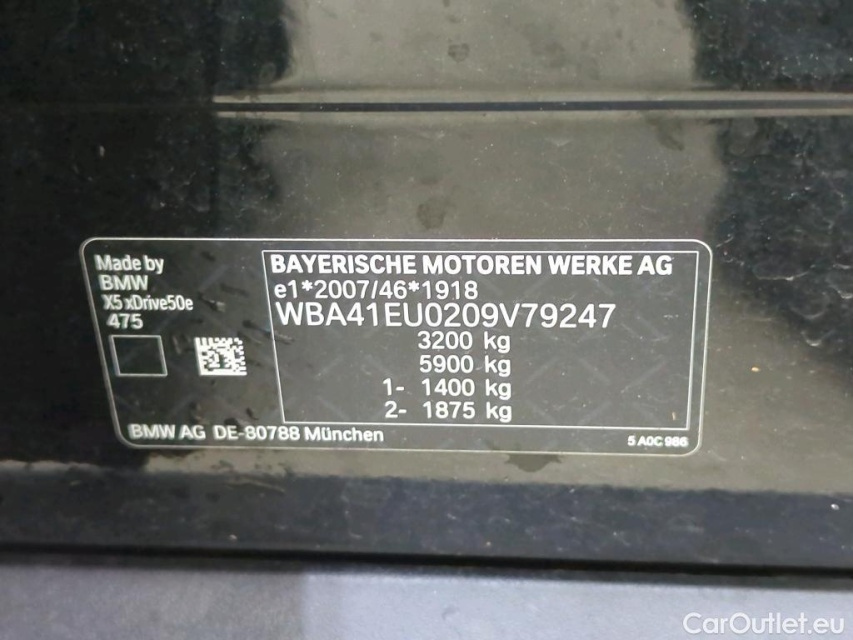 Made by
BMW
X5 xDrive50e
475
BAYERISCHE MOTOREN WERKE AG
e1*2007/46*1918
WBA41EU0209V79247
3200 kg
5900 kg
1- 1400 kg
2- 1875 kg
BMW AG DE-80788 München
5 A0C 986
CarOutlet.eu